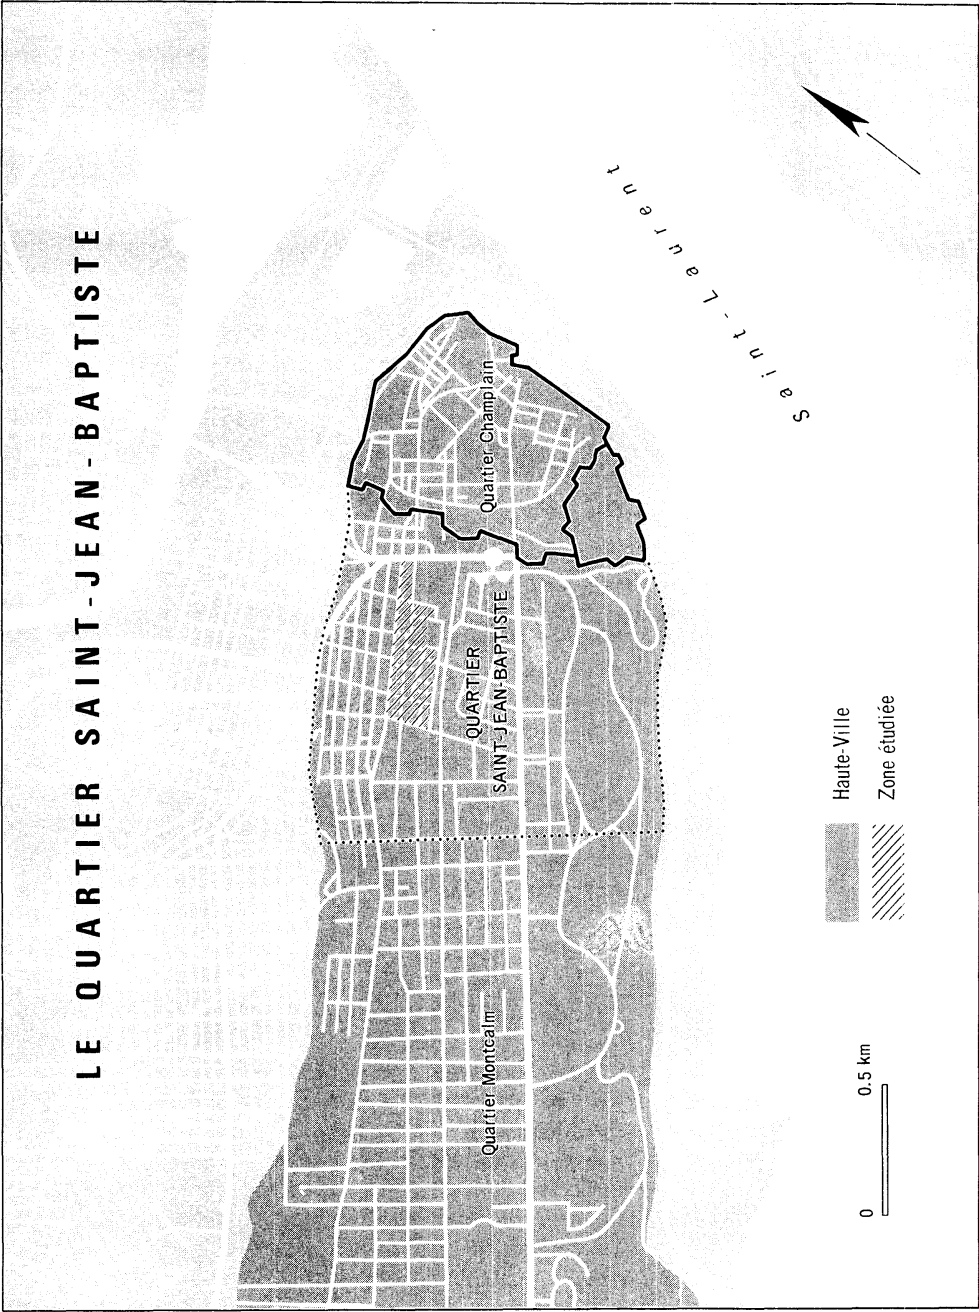 LE QUARTIER SAINT-JEAN-BAPTISTE
Quartier Montcalm
QUARTIER
SAINT-JEAN-BAPTISTE
Quartier Champlain
Saint-Laurent
Haute-Ville
Zone étudiée
0 0.5 km